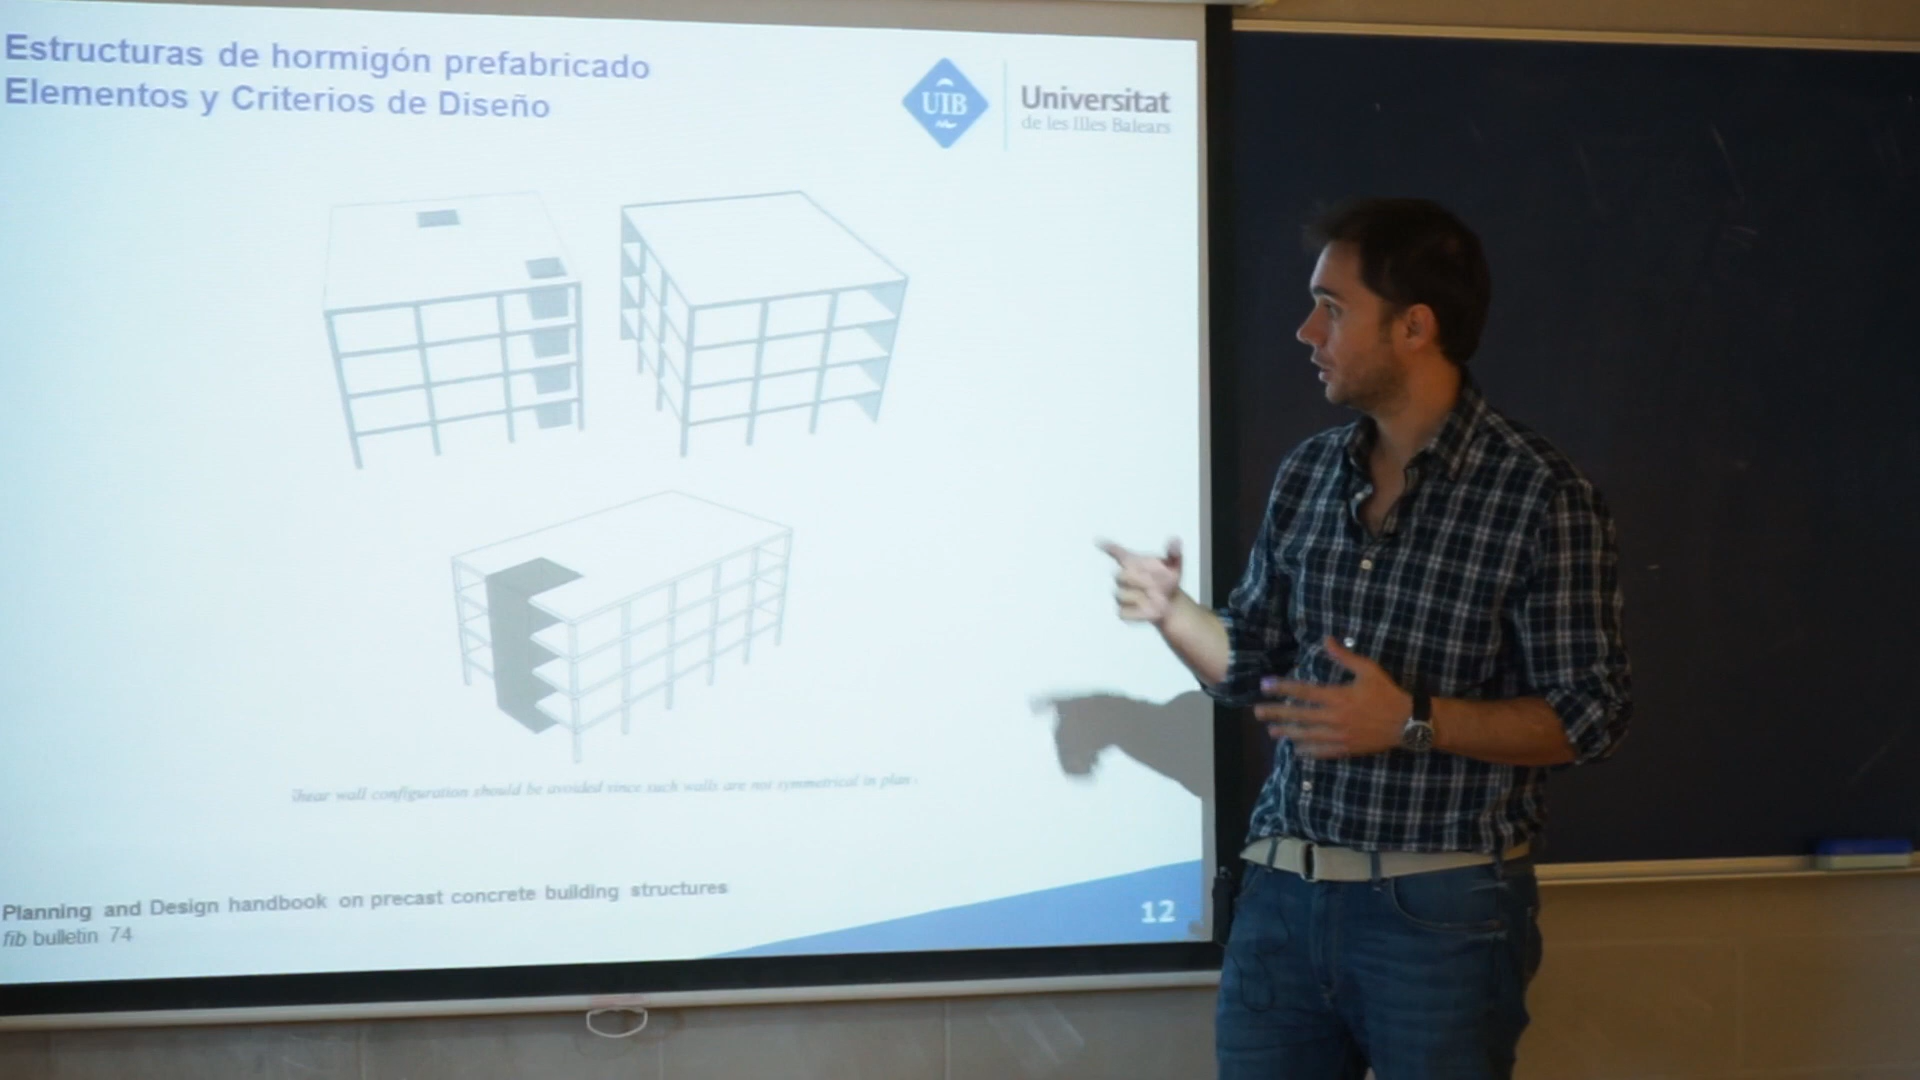 Estructuras de hormigón prefabricado
Elementos y Criterios de Diseño
UIB
Universitat
de les Illes Balears
Shear wall configuration should be avoided since such walls are not symmetrical in plan.
Planning and Design handbook on precast concrete building structures
fib bulletin 74
12